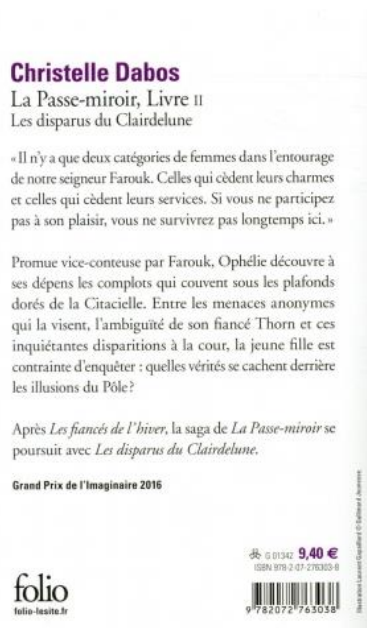 Christelle Dabos
La Passe-miroir, Livre II
Les disparus du Clairdelune
« Il n'y a que deux catégories de femmes dans l'entourage
de notre seigneur Farouk. Celles qui cèdent leurs charmes
et celles qui cèdent leurs services. Si vous ne participez
pas à son plaisir, vous ne survivrez pas longtemps ici. »
Promue vice-conteuse par Farouk, Ophélie découvre à
ses dépens les complots qui couvent sous les plafonds
dorés de la Citacielle. Entre les menaces anonymes
qui la visent, l'ambiguïté de son fiancé Thorn et ces
inquiétantes disparitions à la cour, la jeune fille est
contrainte d'enquêter : quelles vérités se cachent derrière
les illusions du Pôle ?
Après Les fiancés de l'hiver, la saga de La Passe-miroir se
poursuit avec Les disparus du Clairdelune.
Grand Prix de l'Imaginaire 2016
G 01342 9,40 €
ISBN 978-2-07-276303-8
9 782072 763038
folio
folio-lesite.fr
Illustration Laurent Gapaillard © Gallimard Jeunesse.